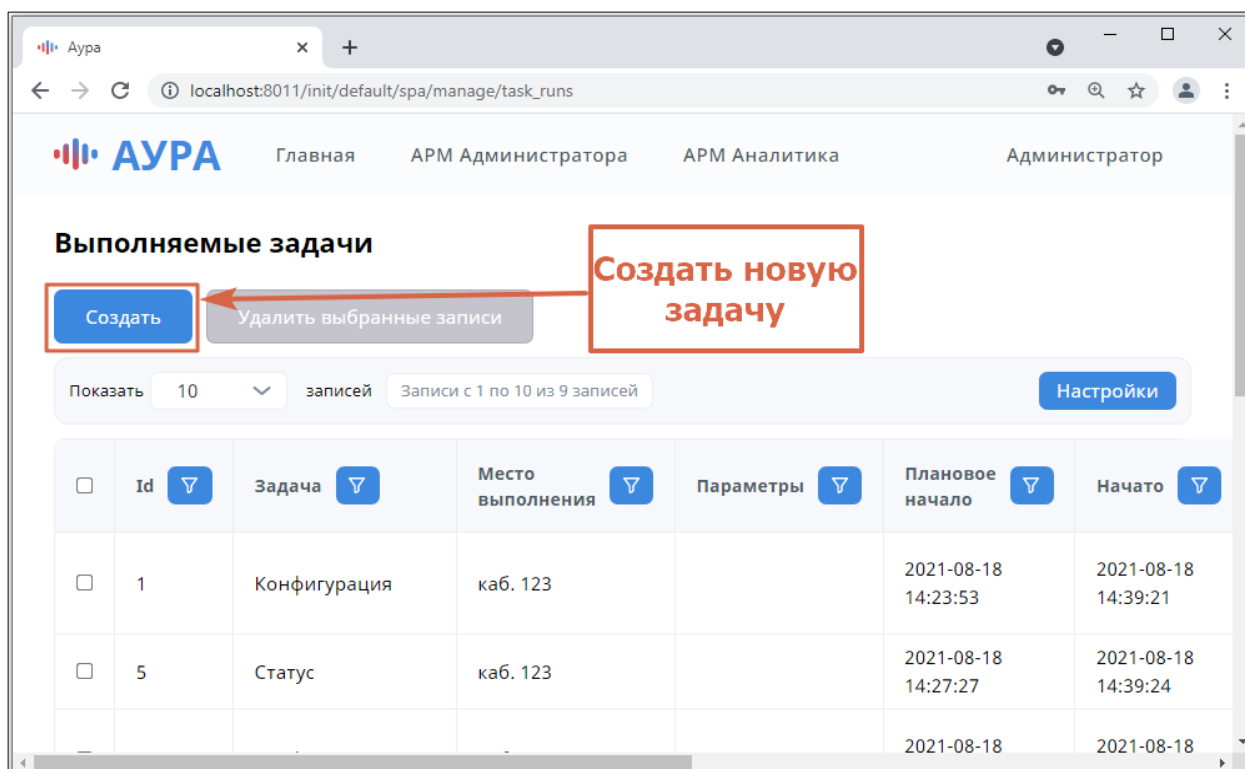 Аура
localhost:8011/init/default/spa/manage/task_runs
АУРА Главная АРМ Администратора АРМ Аналитика Администратор
Выполняемые задачи
Создать новую
задачу
Создать Удалить выбранные записи
Показать 10 записей Записи с 1 по 10 из 9 записей Настройки
Id Задача Место выполнения Параметры Плановое начало Начато
1 Конфигурация каб. 123 2021-08-18 14:23:53 2021-08-18 14:39:21
5 Статус каб. 123 2021-08-18 14:27:27 2021-08-18 14:39:24
2021-08-18 2021-08-18